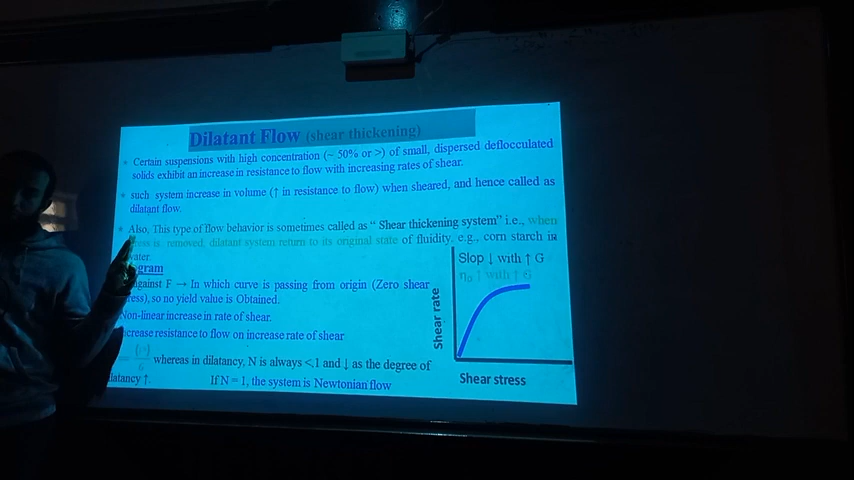 Dilatant Flow (shear thickening)
Certain suspensions with high concentration (~ 50% or >) of small, dispersed deflocculated
solids exhibit an increase in resistance to flow with increasing rates of shear.
such system increase in volume (↑ in resistance to flow) when sheared, and hence called as
dilatant flow.
Also, This type of flow behavior is sometimes called as “ Shear thickening system” i.e., when
is removed, dilatant system return to its original state of fluidity, e.g., corn starch in
water
ogram
against F → In which curve is passing from origin (Zero shear
ress), so no yield value is Obtained.
Non-linear increase in rate of shear.
crease resistance to flow on increase rate of shear
whereas in dilatancy, N is always <1 and ↓ as the degree of
latancy ↑. If N = 1, the system is Newtonian flow
Slop ↓ with ↑ G
↑ with ↑ G
Shear rate
Shear stress